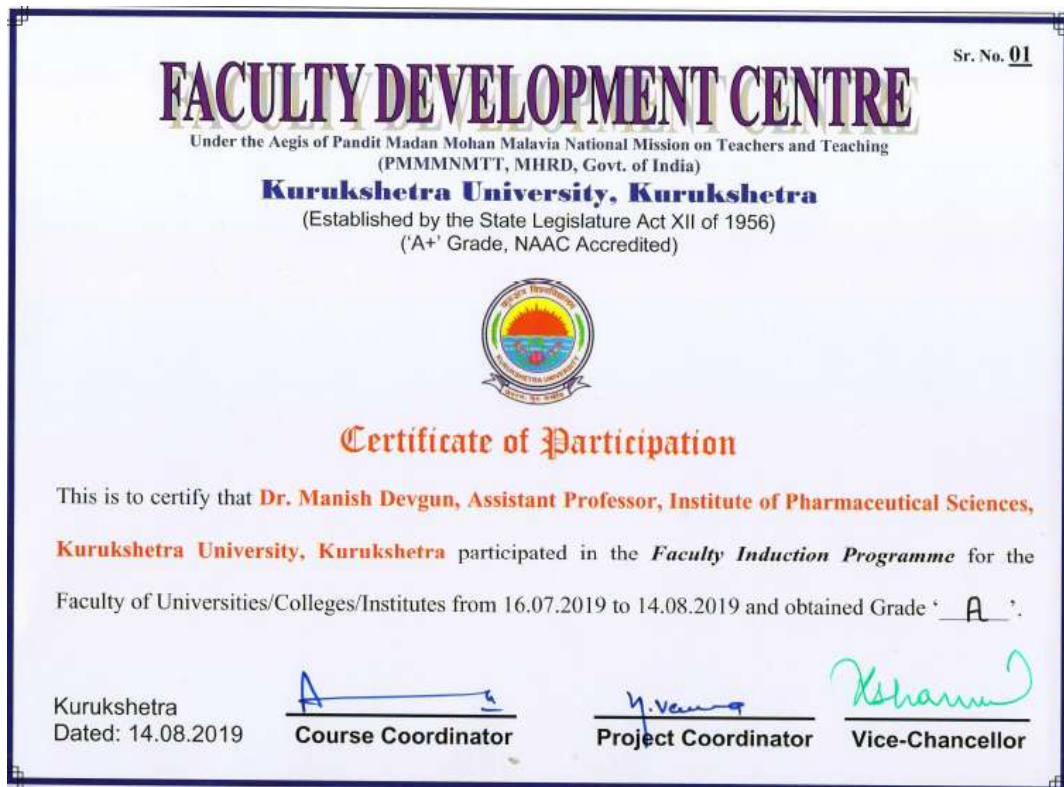 Sr. No. 01
FACULTY DEVELOPMENT CENTRE
Under the Aegis of Pandit Madan Mohan Malavia National Mission on Teachers and Teaching
(PMMMNMTT, MHRD, Govt. of India)
Kurukshetra University, Kurukshetra
(Established by the State Legislature Act XII of 1956)
('A+' Grade, NAAC Accredited)
KURUKSHETRA UNIVERSITY
Certificate of Participation
This is to certify that Dr. Manish Devgun, Assistant Professor, Institute of Pharmaceutical Sciences,
Kurukshetra University, Kurukshetra participated in the Faculty Induction Programme for the
Faculty of Universities/Colleges/Institutes from 16.07.2019 to 14.08.2019 and obtained Grade ' A '.
Kurukshetra
Dated: 14.08.2019
Course Coordinator
Project Coordinator
Vice-Chancellor